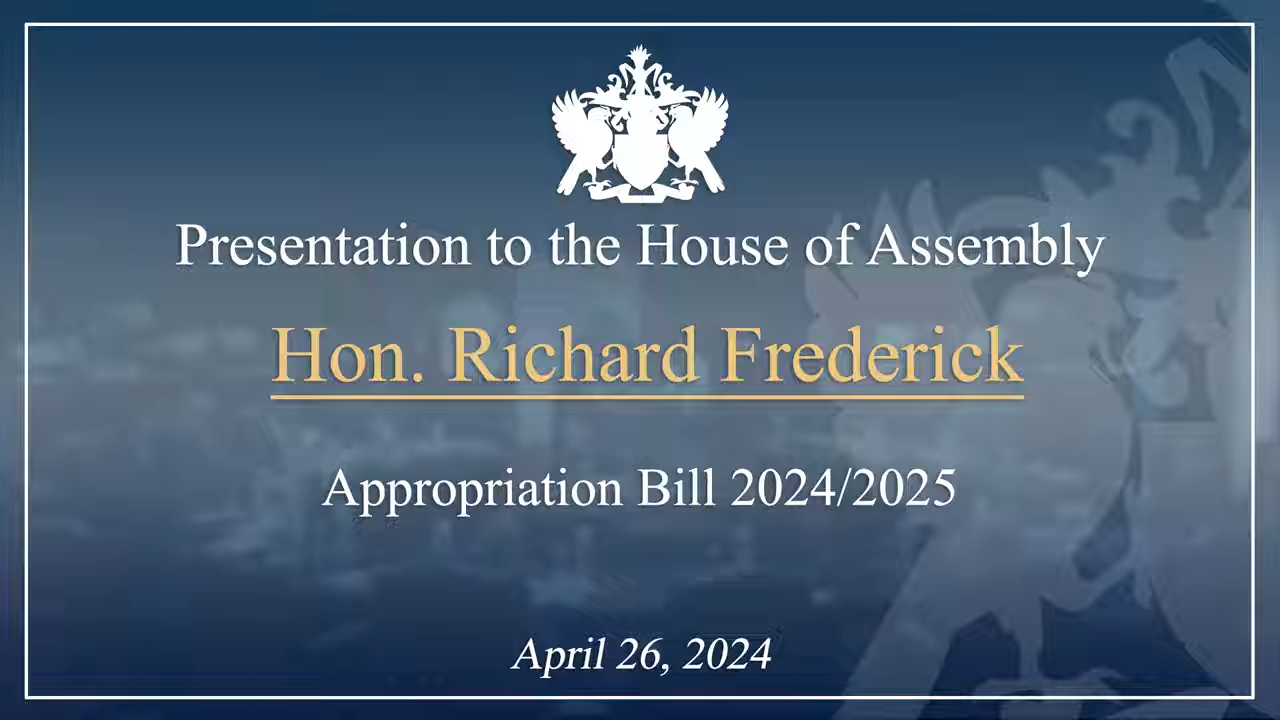 Presentation to the House of Assembly
Hon. Richard Frederick
Appropriation Bill 2024/2025
April 26, 2024